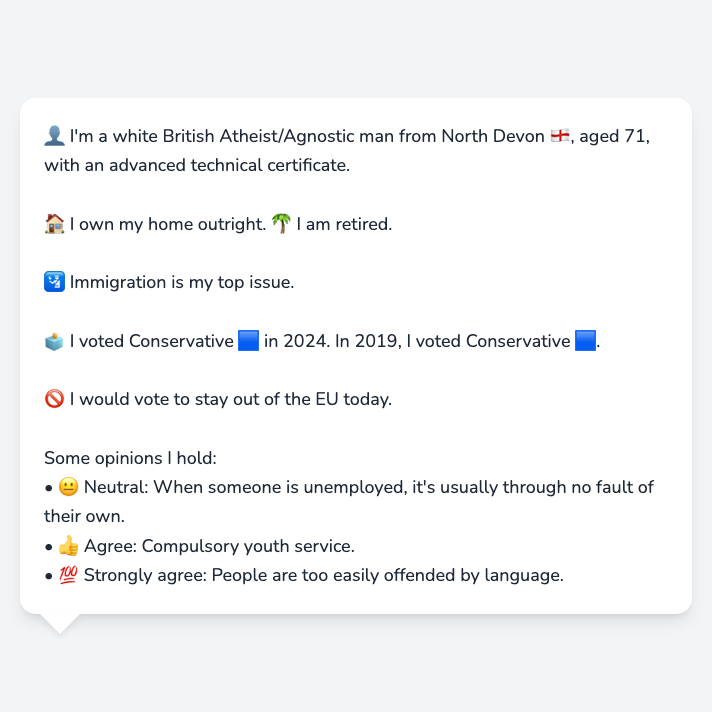 👤 I'm a white British Atheist/Agnostic man from North Devon 🏴󠁧󠁢󠁥󠁮󠁧󠁿, aged 71,
with an advanced technical certificate.
🏠 I own my home outright. 🌴 I am retired.
🛂 Immigration is my top issue.
🗳️ I voted Conservative 🟦 in 2024. In 2019, I voted Conservative 🟦.
🚫 I would vote to stay out of the EU today.
Some opinions I hold:
• 😐 Neutral: When someone is unemployed, it's usually through no fault of
their own.
• 👍 Agree: Compulsory youth service.
• 💯 Strongly agree: People are too easily offended by language.